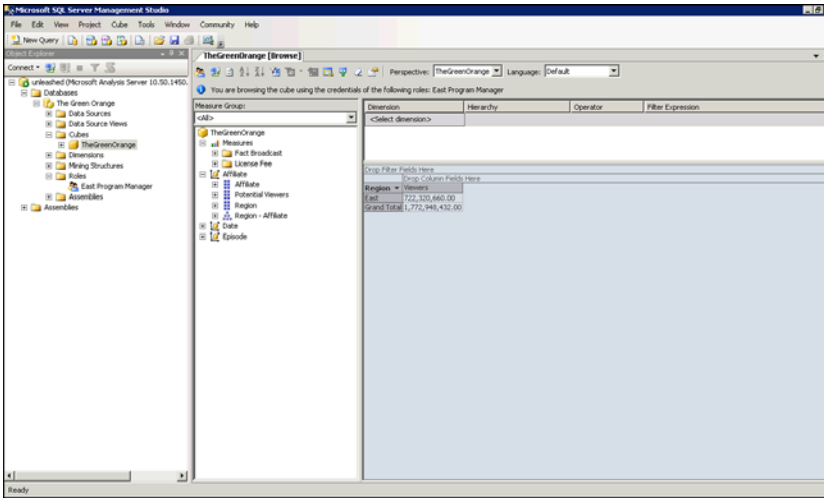 Microsoft SQL Server Management Studio
File Edit View Project Cube Tools Window Community Help
New Query
Object Explorer
Connect
unleashed (Microsoft Analysis Server 10.50.1450.
Databases
The Green Orange
Data Sources
Data Source Views
Cubes
TheGreenOrange
Dimensions
Mining Structures
Roles
East Program Manager
Assemblies
Assemblies
TheGreenOrange [Browse]
Perspective: TheGreenOrange Language: Default
You are browsing the cube using the credentials of the following roles: East Program Manager
Measure Group:
<All>
TheGreenOrange
Measures
Fact Broadcast
License Fee
Affiliate
Affiliate
Potential Viewers
Region
Region - Affiliate
Date
Episode
Dimension Hierarchy Operator Filter Expression
<Select dimension>
Drop Filter Fields Here
Drop Column Fields Here
Region Viewers
East 722,320,660.00
Grand Total 1,772,948,432.00
Ready